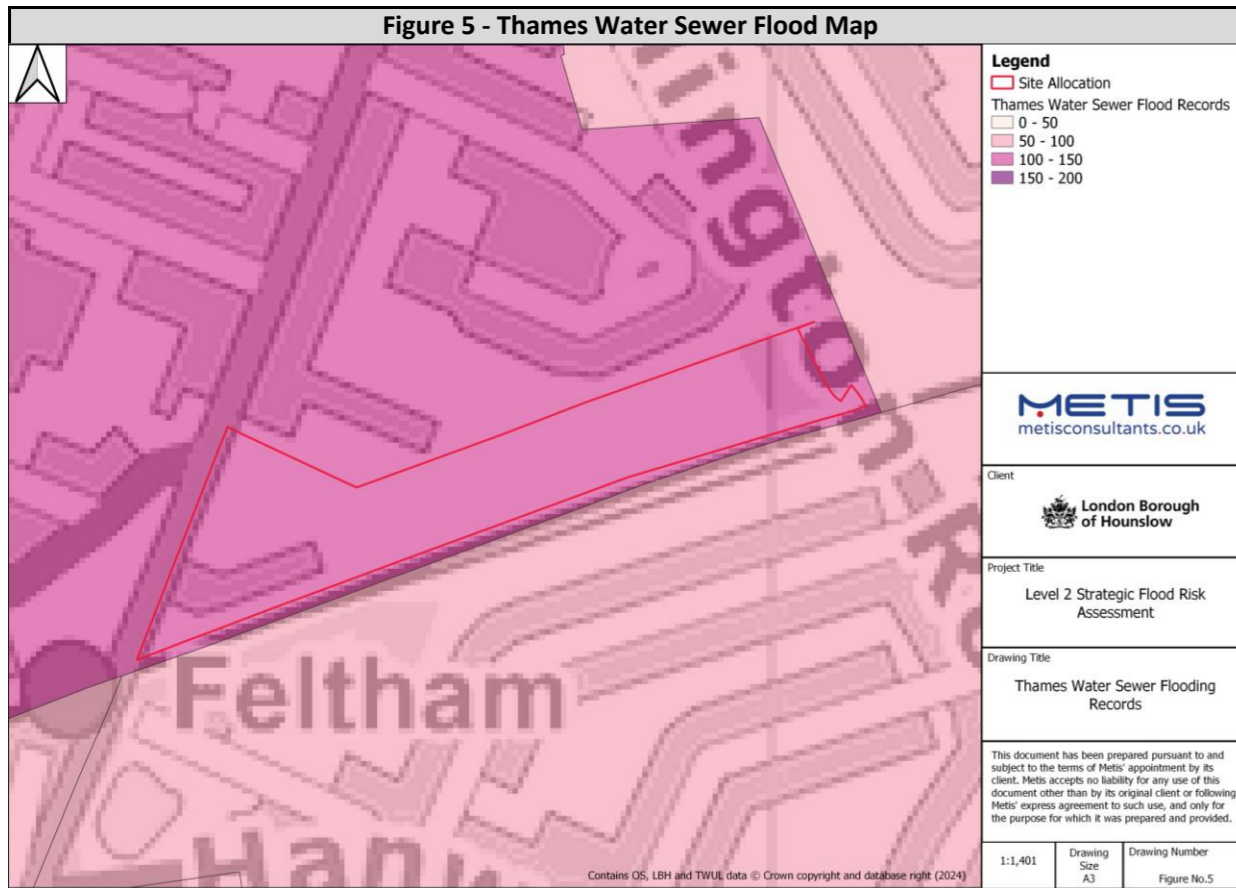 Figure 5 - Thames Water Sewer Flood Map
Legend
Site Allocation
Thames Water Sewer Flood Records
0 - 50
50 - 100
100 - 150
150 - 200
METIS
metisconsultants.co.uk
Client
London Borough
of Hounslow
Project Title
Level 2 Strategic Flood Risk
Assessment
Drawing Title
Thames Water Sewer Flooding
Records
This document has been prepared pursuant to and
subject to the terms of Metis' appointment by its
client. Metis accepts no liability for any use of this
document other than by its original client or following
Metis' express agreement to such use, and only for
the purpose for which it was prepared and provided.
1:1,401
Drawing
Size
A3
Drawing Number
Figure No.5
Feltham
Contains OS, LBH and TWUL data © Crown copyright and database right (2024)